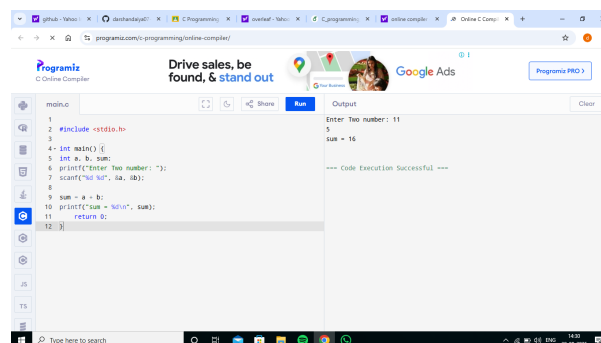 github - Yahoo
darshandaiya
C Programming
overleaf - Yahoo
C_programming
online compiler
Online C Compi
programiz.com/c-programming/online-compiler/
Programiz
C Online Compiler
Drive sales, be
found, & stand out
Your Business
Google Ads
Programiz PRO >
main.c
Share
Run
Output
Clear
1
2 #include <stdio.h>
3
4 int main() {
5 int a, b, sum;
6 printf("Enter Two number: ");
7 scanf("%d %d", &a, &b);
8
9 sum = a + b;
10 printf("sum = %d\n", sum);
11 return 0;
12 }
Enter Two number: 11
5
sum = 16
=== Code Execution Successful ===
JS
TS
Type here to search
ENG
14:30